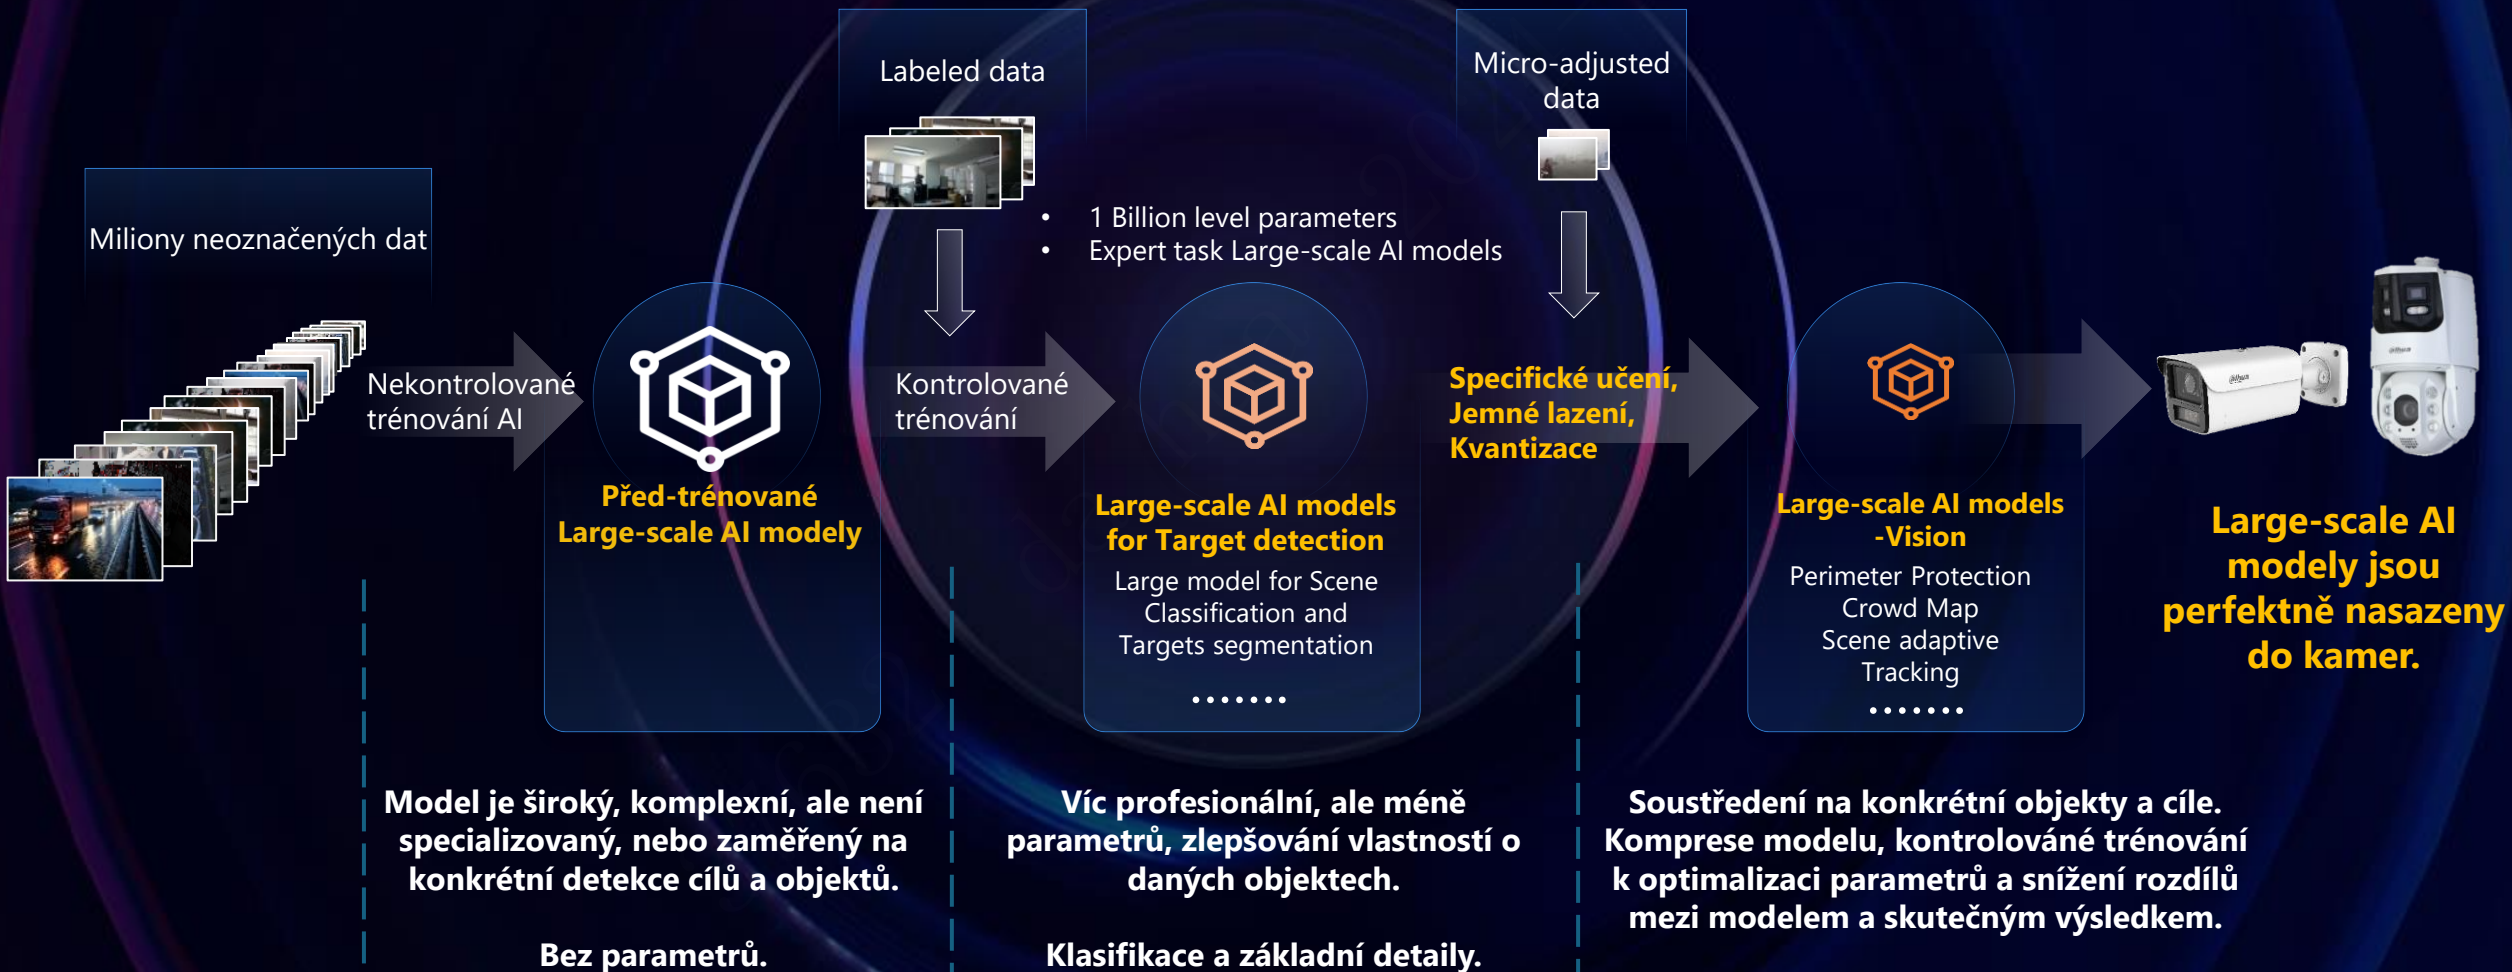 Labeled data
Micro-adjusted
data
Miliony neoznačených dat
• 1 Billion level parameters
• Expert task Large-scale AI models
Nekontrolované
trénování AI
Kontrolované
trénování
Specifické učení,
Jemné lazení,
Kvantizace
Před-trénované
Large-scale AI modely
Large-scale AI models
for Target detection
Large model for Scene
Classification and
Targets segmentation
.......
Large-scale AI models
-Vision
Perimeter Protection
Crowd Map
Scene adaptive
Tracking
.......
alhua
alhua
Large-scale AI
modely jsou
perfektně nasazeny
do kamer.
Model je široký, komplexní, ale není
specializovaný, nebo zaměřený na
konkrétní detekce cílů a objektů.
Bez parametrů.
Víc profesionální, ale méně
parametrů, zlepšování vlastností o
daných objektech.
Klasifikace a základní detaily.
Soustředení na konkrétní objekty a cíle.
Komprese modelu, kontrolováné trénování
k optimalizaci parametrů a snížení rozdílů
mezi modelem a skutečným výsledkem.